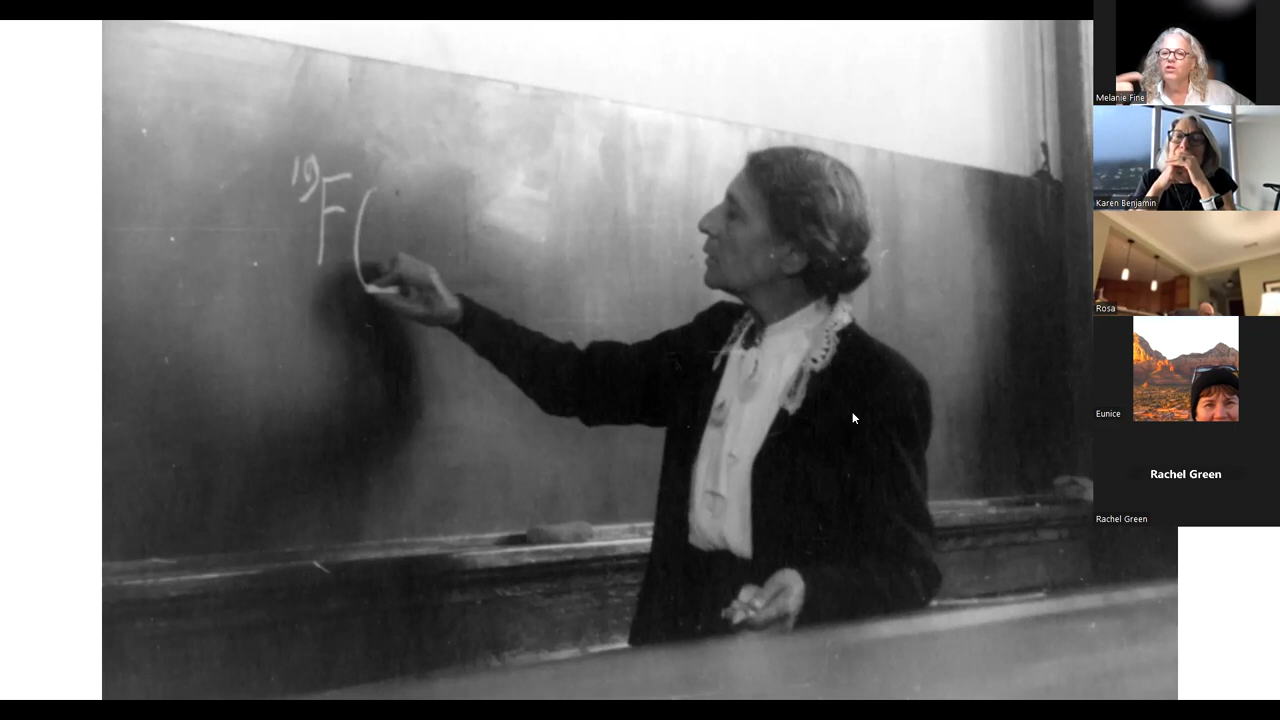 19F(
Melanie Fine
Karen Benjamin
Rosa
Eunice
Rachel Green
Rachel Green